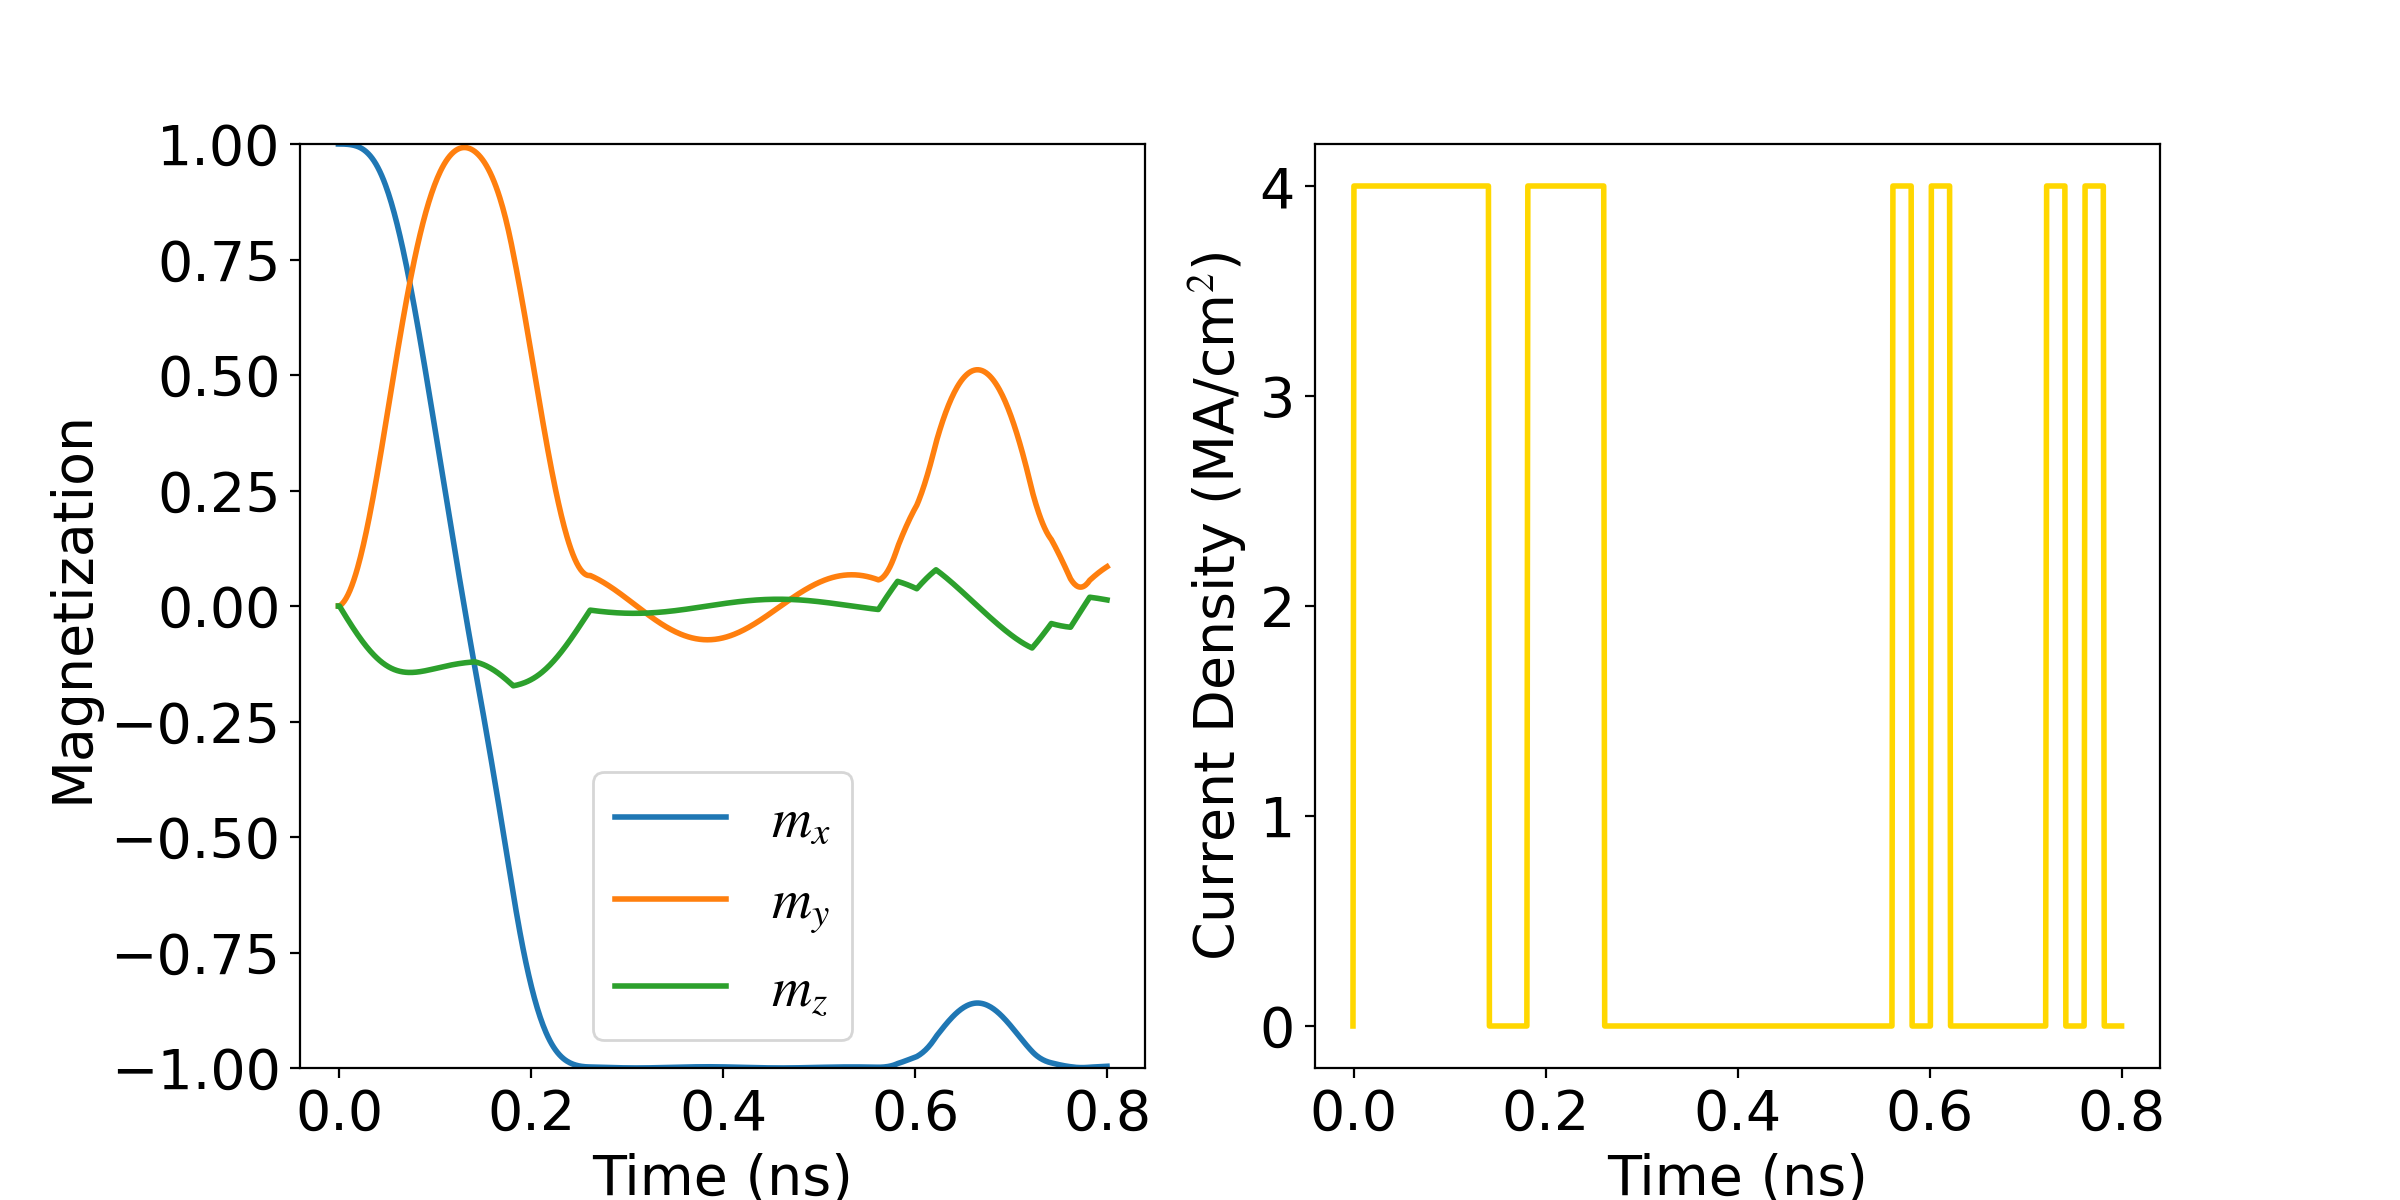 Magnetization
1.00
0.75
0.50
0.25
0.00
−0.25
−0.50
−0.75
−1.00
0.0 0.2 0.4 0.6 0.8
Time (ns)
m_x
m_y
m_z
Current Density (MA/cm²)
4
3
2
1
0
0.0 0.2 0.4 0.6 0.8
Time (ns)